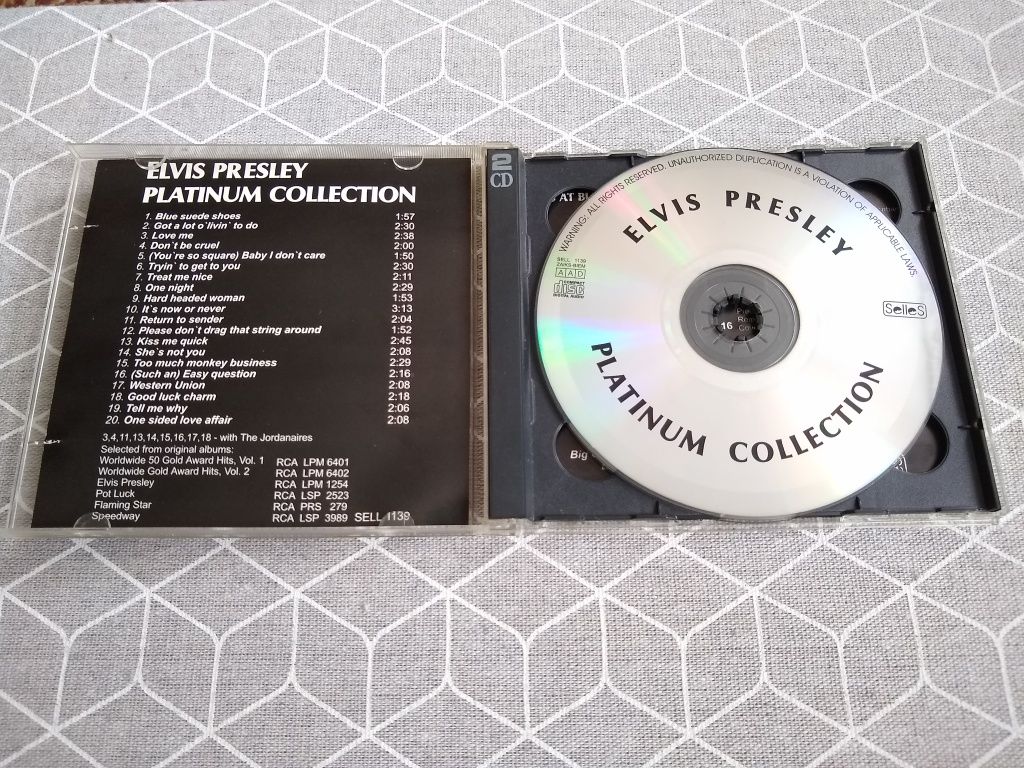 ELVIS PRESLEY
PLATINUM COLLECTION
1. Blue suede shoes 1:57
2. Got a lot o`livin` to do 2:30
3. Love me 2:38
4. Don`t be cruel 2:00
5. (You`re so square) Baby I don`t care 1:50
6. Tryin` to get to you 2:30
7. Treat me nice 2:11
8. One night 2:29
9. Hard headed woman 1:53
10. It`s now or never 3:13
11. Return to sender 2:04
12. Please don`t drag that string around 1:52
13. Kiss me quick 2:45
14. She`s not you 2:08
15. Too much monkey business 2:29
16. (Such an) Easy question 2:16
17. Western Union 2:08
18. Good luck charm 2:18
19. Tell me why 2:06
20. One sided love affair 2:08
3,4,11,13,14,15,16,17,18 - with The Jordanaires
Selected from original albums:
Worldwide 50 Gold Award Hits, Vol. 1 RCA LPM 6401
Worldwide Gold Award Hits, Vol. 2 RCA LPM 6402
Elvis Presley RCA LPM 1254
Pot Luck RCA LSP 2523
Flaming Star RCA PRS 279
Speedway RCA LSP 3989 SELL 1139
2
CD
WARNING: ALL RIGHTS RESERVED. UNAUTHORIZED DUPLICATION IS A VIOLATION OF APPLICABLE LAWS.
ELVIS PRESLEY
SELL 1139
ZAIKS-BIEM
AAD
COMPACT
disc
DIGITAL AUDIO
SelleS
PLATINUM COLLECTION
AT
16
Big